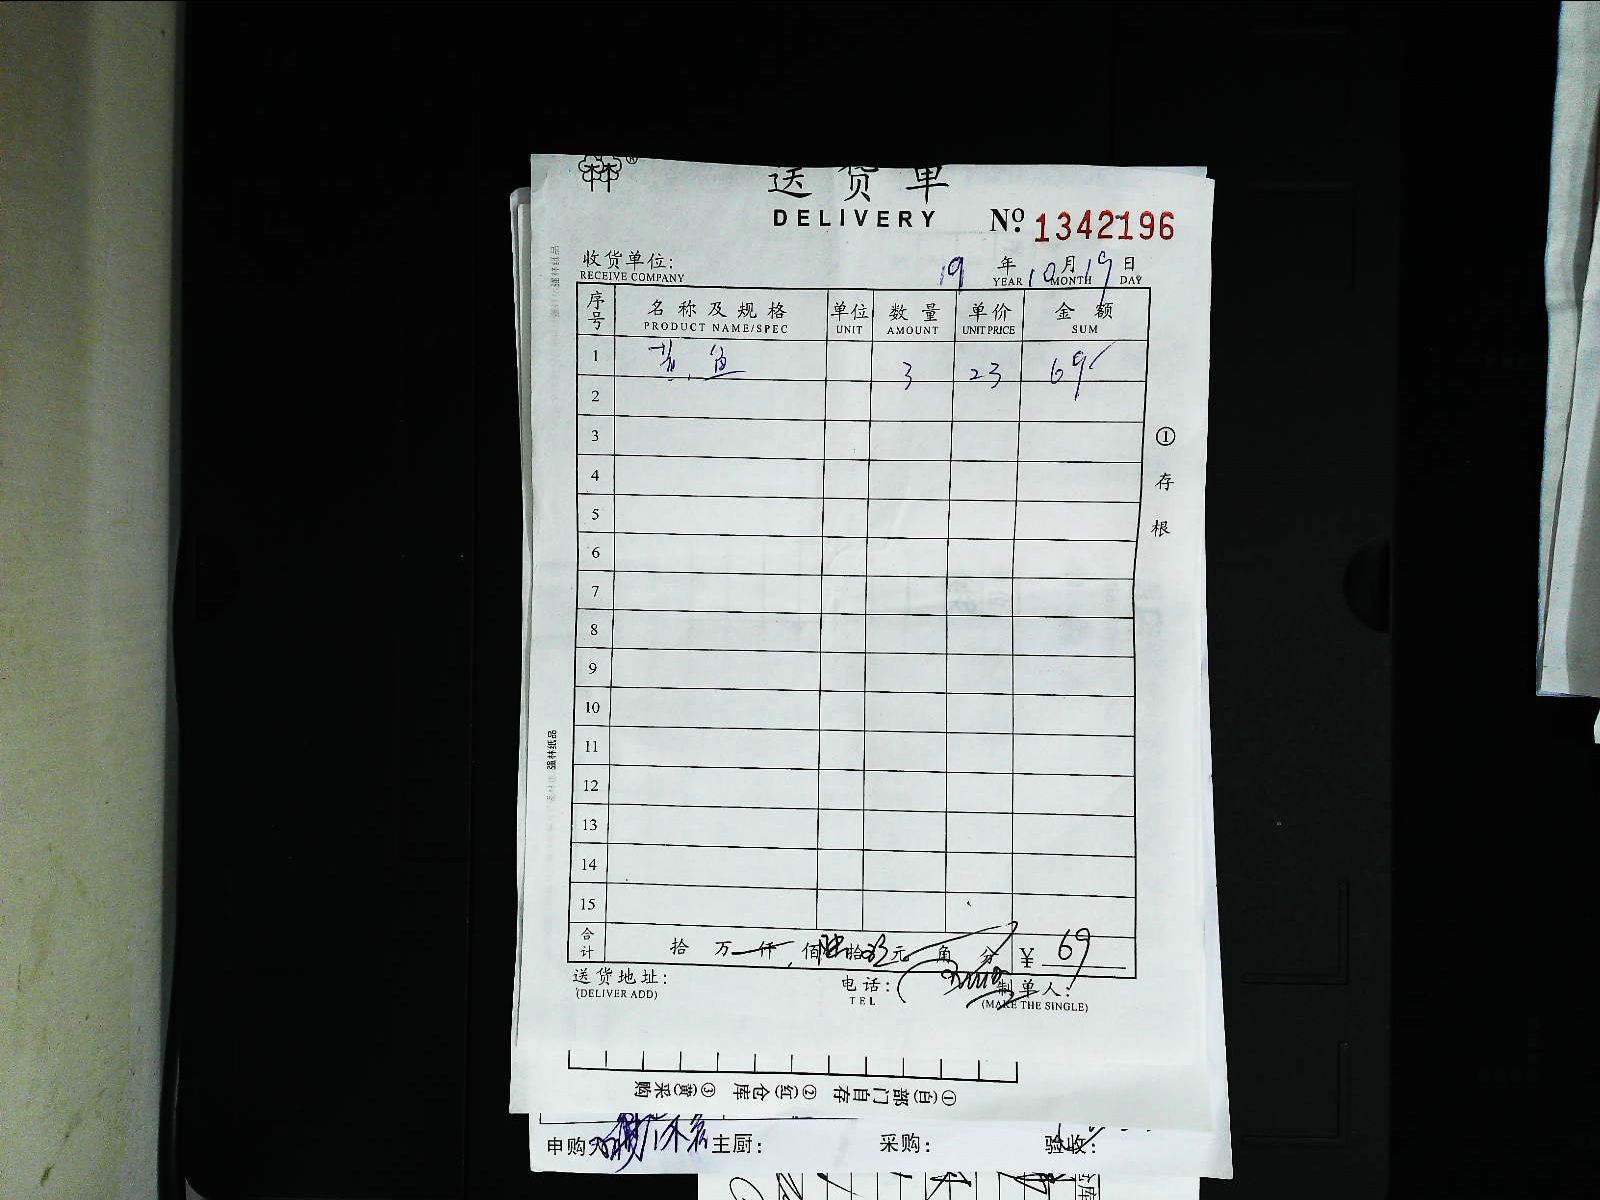 送货单
DELIVERY
№ 1342196
收货单位:
RECEIVE COMPANY
19 年 10 月 19 日
YEAR MONTH DAY
序号 名称及规格 单位 数量 单价 金额
PRODUCT NAME/SPEC UNIT AMOUNT UNIT PRICE SUM
1 鱼 3 23 69
2
3
4
5
6
7
8
9
10
11
12
13
14
15
① 存根
强林纸品
合计 拾 万 仟 佰 拾 元 角 分 ¥ 69
送货地址: 电话: 制单人:
(DELIVER ADD) TEL (MAKE THE SINGLE)
①(白)部门自存 ②(红)仓库 ③(黄)采购
申购人 主厨: 采购: 验收: